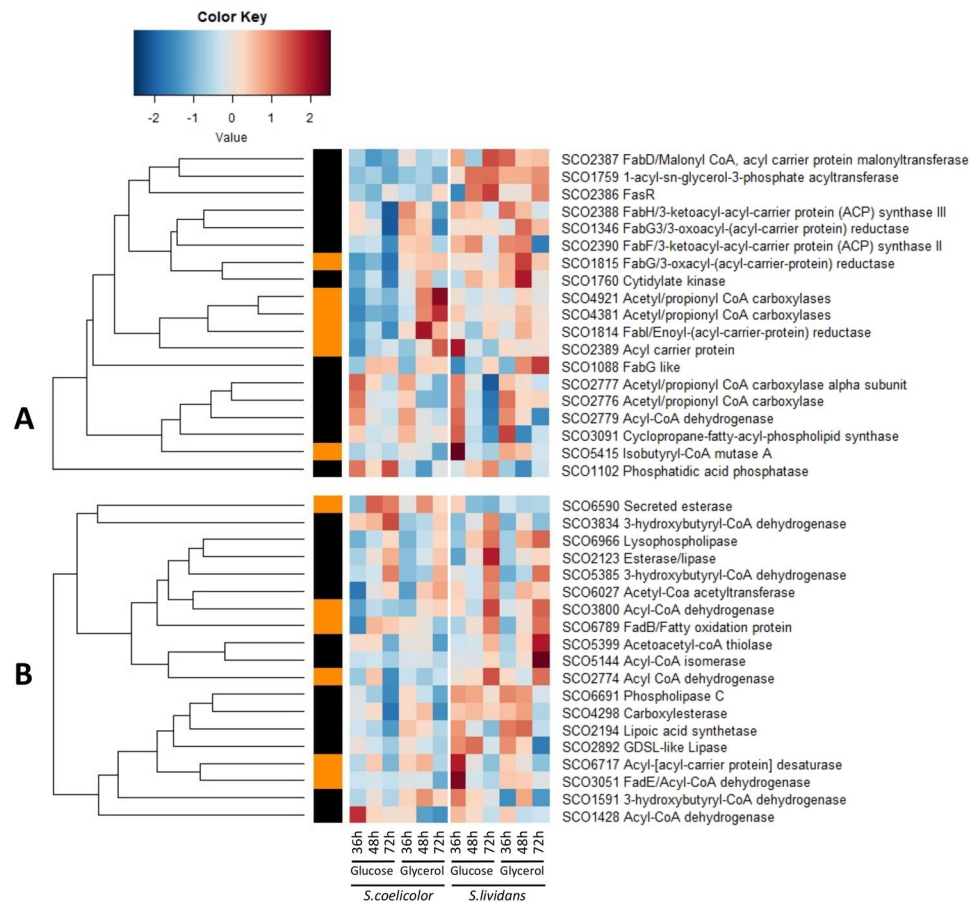 Color Key
-2 -1 0 1 2
Value
A
SCO2387 FabD/Malonyl CoA, acyl carrier protein malonyltransferase
SCO1759 1-acyl-sn-glycerol-3-phosphate acyltransferase
SCO2386 FasR
SCO2388 FabH/3-ketoacyl-acyl-carrier protein (ACP) synthase III
SCO1346 FabG3/3-oxoacyl-(acyl-carrier protein) reductase
SCO2390 FabF/3-ketoacyl-acyl-carrier protein (ACP) synthase II
SCO1815 FabG/3-oxacyl-(acyl-carrier-protein) reductase
SCO1760 Cytidylate kinase
SCO4921 Acetyl/propionyl CoA carboxylases
SCO4381 Acetyl/propionyl CoA carboxylases
SCO1814 FabI/Enoyl-(acyl-carrier-protein) reductase
SCO2389 Acyl carrier protein
SCO1088 FabG like
SCO2777 Acetyl/propionyl CoA carboxylase alpha subunit
SCO2776 Acetyl/propionyl CoA carboxylase
SCO2779 Acyl-CoA dehydrogenase
SCO3091 Cyclopropane-fatty-acyl-phospholipid synthase
SCO5415 Isobutyryl-CoA mutase A
SCO1102 Phosphatidic acid phosphatase
B
SCO6590 Secreted esterase
SCO3834 3-hydroxybutyryl-CoA dehydrogenase
SCO6966 Lysophospholipase
SCO2123 Esterase/lipase
SCO5385 3-hydroxybutyryl-CoA dehydrogenase
SCO6027 Acetyl-Coa acetyltransferase
SCO3800 Acyl-CoA dehydrogenase
SCO6789 FadB/Fatty oxidation protein
SCO5399 Acetoacetyl-coA thiolase
SCO5144 Acyl-CoA isomerase
SCO2774 Acyl CoA dehydrogenase
SCO6691 Phospholipase C
SCO4298 Carboxylesterase
SCO2194 Lipoic acid synthetase
SCO2892 GDSL-like Lipase
SCO6717 Acyl-[acyl-carrier protein] desaturase
SCO3051 FadE/Acyl-CoA dehydrogenase
SCO1591 3-hydroxybutyryl-CoA dehydrogenase
SCO1428 Acyl-CoA dehydrogenase
36h 48h 72h 36h 48h 72h 36h 48h 72h 36h 48h 72h
Glucose Glycerol Glucose Glycerol
S.coelicolor S.lividans